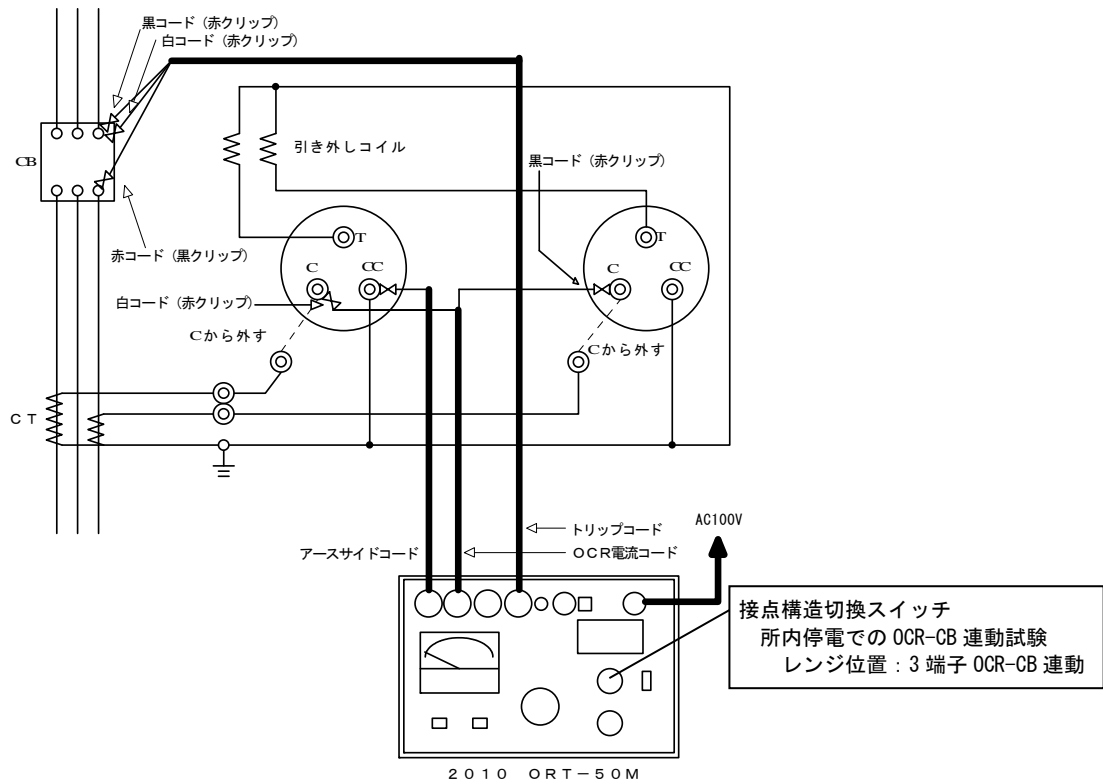 黒コード（赤クリップ）
白コード（赤クリップ）
引き外しコイル
黒コード（赤クリップ）
CB
赤コード（黒クリップ）
T
T
C
CC
C
CC
白コード（赤クリップ）
Cから外す
Cから外す
CT
トリップコード
AC100V
アースサイドコード
OCR電流コード
接点構造切換スイッチ
所内停電での OCR-CB 連動試験
レンジ位置：3 端子 OCR-CB 連動
2010 ORT－50M